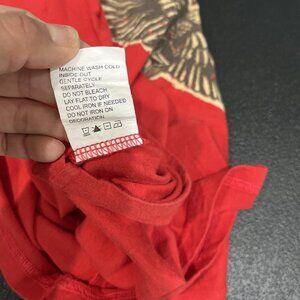 MACHINE WASH COLD
INSIDE OUT
GENTLE CYCLE
SEPARATELY
DO NOT BLEACH
LAY FLAT TO DRY
COOL IRON IF NEEDED
DO NOT IRON ON
DECORATION